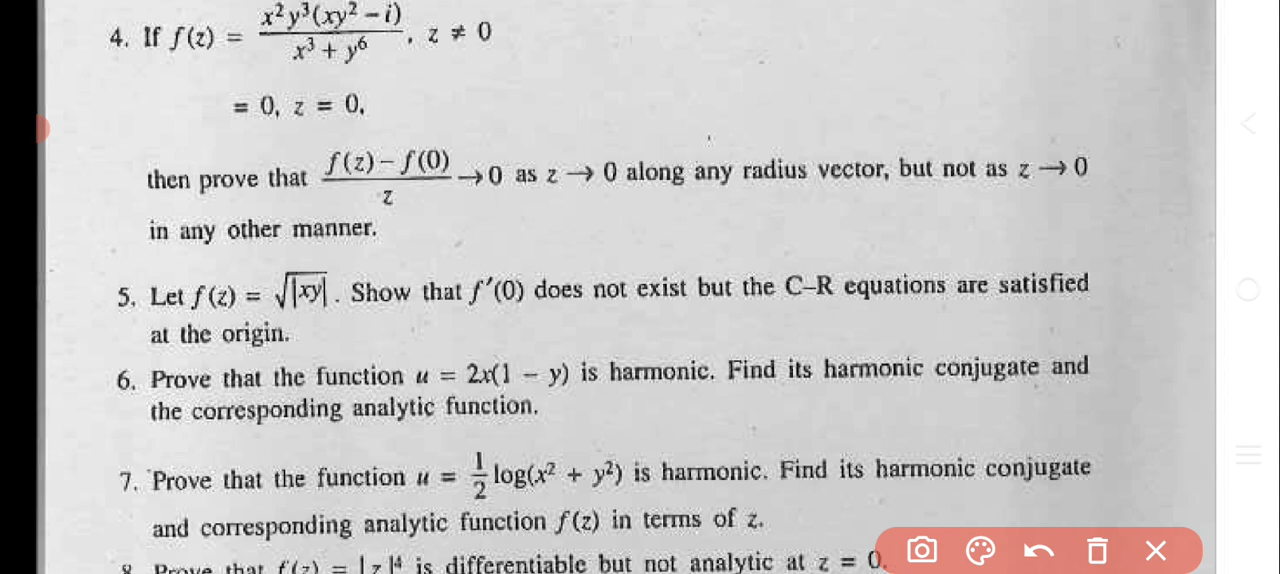 4. If f(z) = x²y³(xy² – i) / x³ + y⁶ , z ≠ 0
= 0, z = 0,
then prove that f(z) – f(0) / z → 0 as z → 0 along any radius vector, but not as z → 0
in any other manner.
5. Let f(z) = √|xy| . Show that f′(0) does not exist but the C–R equations are satisfied
at the origin.
6. Prove that the function u = 2x(1 – y) is harmonic. Find its harmonic conjugate and
the corresponding analytic function.
7. Prove that the function u = 1/2 log(x² + y²) is harmonic. Find its harmonic conjugate
and corresponding analytic function f(z) in terms of z.
8. Prove that f(z) = |z|⁴ is differentiable but not analytic at z = 0.